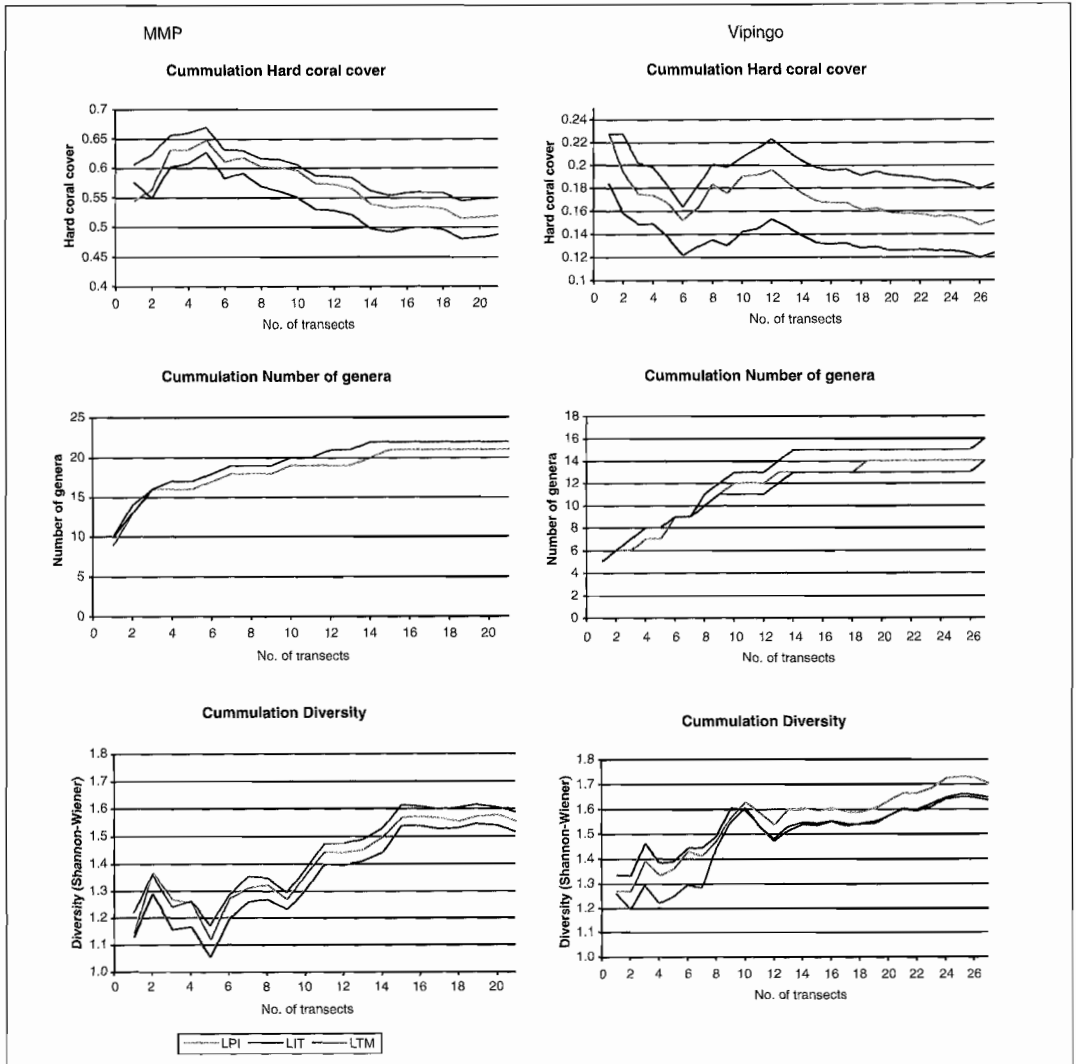 MMP
Vipingo
Cummulation Hard coral cover
Hard coral cover
0.7
0.65
0.6
0.55
0.5
0.45
0.4
0 2 4 6 8 10 12 14 16 18 20
No. of transects
Cummulation Hard coral cover
Hard coral cover
0.24
0.22
0.2
0.18
0.16
0.14
0.12
0.1
0 2 4 6 8 10 12 14 16 18 20 22 24 26
No. of transects
Cummulation Number of genera
Number of genera
25
20
15
10
5
0
0 2 4 6 8 10 12 14 16 18 20
No. of transects
Cummulation Number of genera
Number of genera
18
16
14
12
10
8
6
4
2
0
0 2 4 6 8 10 12 14 16 18 20 22 24 26
No. of transects
Cummulation Diversity
Diversity (Shannon-Wiener)
1.8
1.7
1.6
1.5
1.4
1.3
1.2
1.1
1.0
0 2 4 6 8 10 12 14 16 18 20
No. of transects
Cummulation Diversity
Diversity (Shannon-Wiener)
1.8
1.7
1.6
1.5
1.4
1.3
1.2
1.1
1.0
0 2 4 6 8 10 12 14 16 18 20 22 24 26
No. of transects
LPI LIT LTM